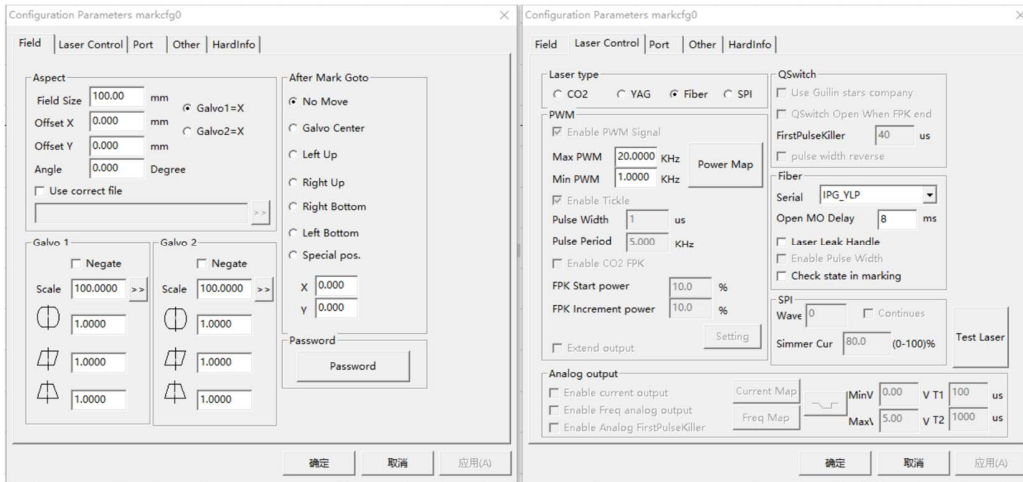 Configuration Parameters markcfg0
Field
Laser Control
Port
Other
HardInfo
Aspect
Field Size 100.00 mm
Offset X 0.000 mm
Offset Y 0.000 mm
Angle 0.000 Degree
Galvo1=X
Galvo2=X
Use correct file
>>
Galvo 1
Negate
Scale 100.0000 >>
1.0000
1.0000
1.0000
Galvo 2
Negate
Scale 100.0000 >>
1.0000
1.0000
1.0000
After Mark Goto
No Move
Galvo Center
Left Up
Right Up
Right Bottom
Left Bottom
Special pos.
X 0.000
Y 0.000
Password
Password
确定
取消
应用(A)
Configuration Parameters markcfg0
Field
Laser Control
Port
Other
HardInfo
Laser type
CO2 YAG Fiber SPI
PWM
Enable PWM Signal
Max PWM 20.0000 KHz
Min PWM 1.0000 KHz
Power Map
Enable Tickle
Pulse Width 1 us
Pulse Period 5.000 KHz
Enable CO2 FPK
FPK Start power 10.0 %
FPK Increment power 10.0 %
Setting
Extend output
QSwitch
Use Guilin stars company
QSwitch Open When FPK end
FirstPulseKiller 40 us
pulse width reverse
Fiber
Serial IPG_YLP
Open MO Delay 8 ms
Laser Leak Handle
Enable Pulse Width
Check state in marking
SPI
Wave 0 Continues
Simmer Cur 80.0 (0-100)%
Test Laser
Analog output
Enable current output
Enable Freq analog output
Enable Analog FirstPulseKiller
Current Map
Freq Map
MinV 0.00 V T1 100 us
Max\ 5.00 V T2 1000 us
确定
取消
应用(A)